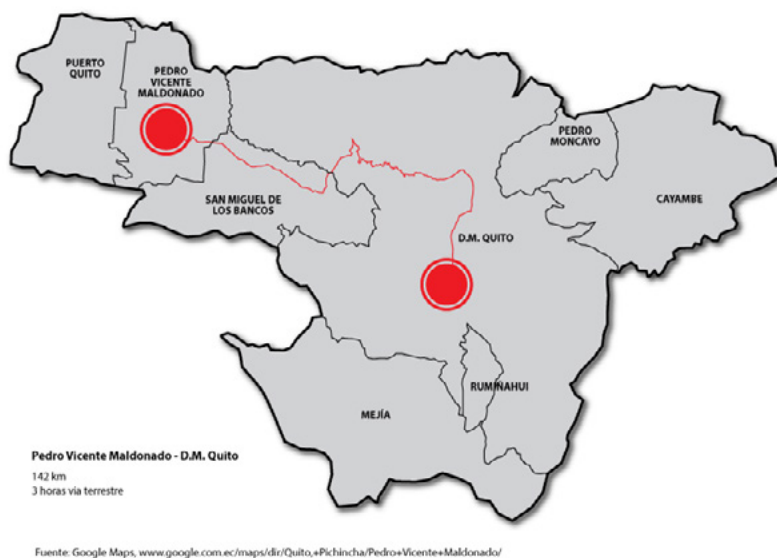 PUERTO
QUITO
PEDRO
VICENTE
MALDONADO
PEDRO
MONCAYO
CAYAMBE
SAN MIGUEL DE
LOS BANCOS
D.M. QUITO
RUMIÑAHUI
MEJÍA
Pedro Vicente Maldonado - D.M. Quito
142 km
3 horas via terrestre
Fuente: Google Maps, www.google.com.ec/maps/dir/Quito,+Pichincha/Pedro+Vicente+Maldonado/